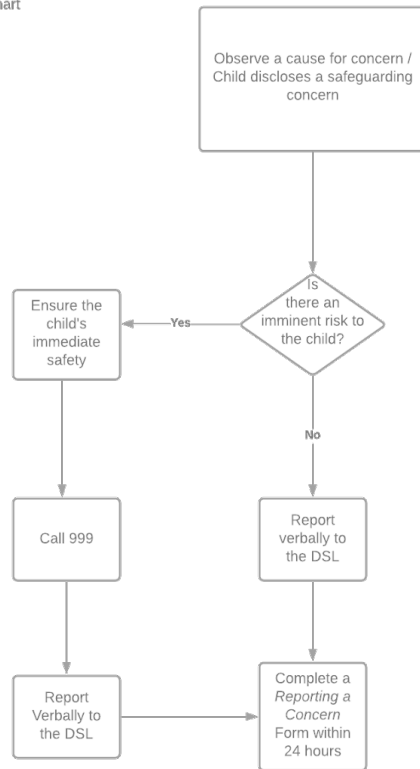 Observe a cause for concern /
Child discloses a safeguarding
concern
Is
there an
imminent risk to
the child?
Yes
Ensure the
child's
immediate
safety
No
Call 999
Report
verbally to
the DSL
Report
Verbally to
the DSL
Complete a
Reporting a
Concern
Form within
24 hours